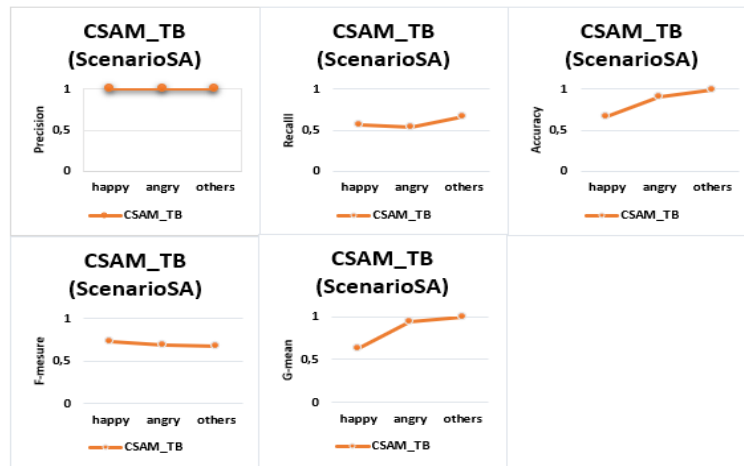 CSAM_TB
(ScenarioSA)
Precision
1
0,5
0
happy angry others
CSAM_TB
CSAM_TB
(ScenarioSA)
Recalll
1
0,5
0
happy angry others
CSAM_TB
CSAM_TB
(ScenarioSA)
Accuracy
1
0,5
0
happy angry others
CSAM_TB
CSAM_TB
(ScenarioSA)
F-mesure
1
0,5
0
happy angry others
CSAM_TB
CSAM_TB
(ScenarioSA)
G-mean
1
0,5
0
happy angry others
CSAM_TB